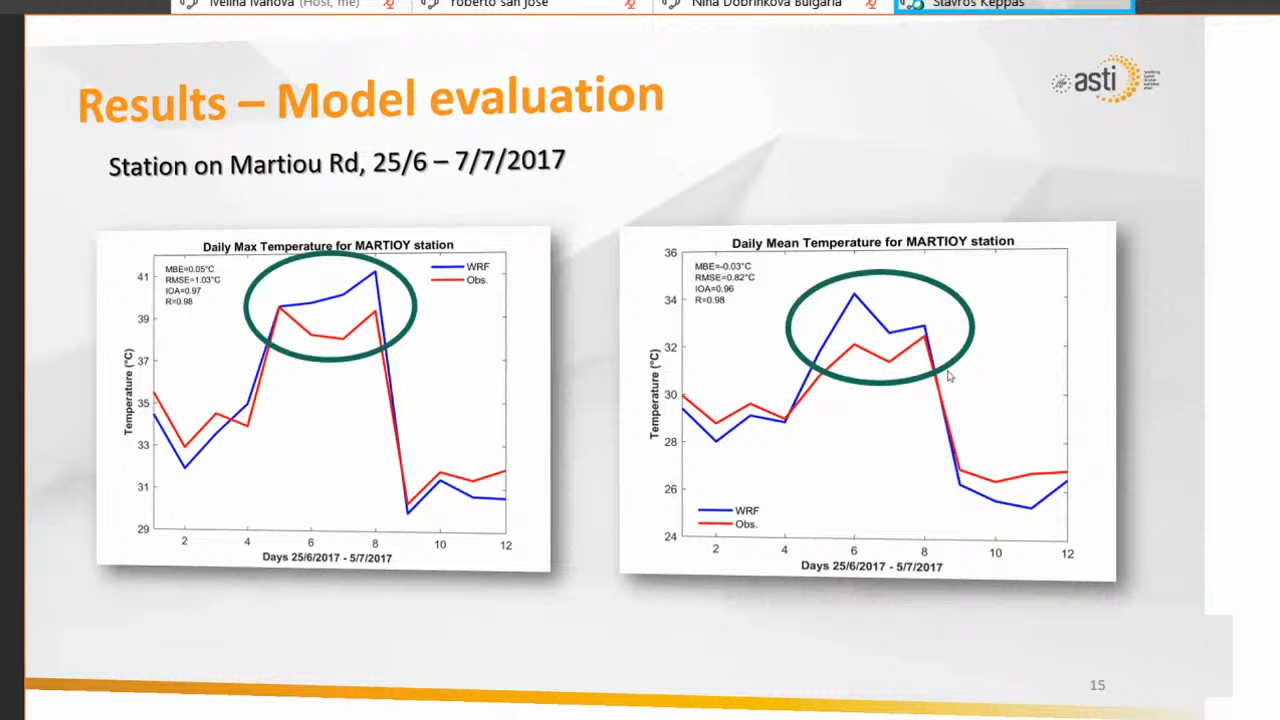 Ivelina Ivanova (Host, me)
roberto san jose
Nina Dobrinkova Bulgaria
Stavros Keppas
Results – Model evaluation
asti
Station on Martiou Rd, 25/6 – 7/7/2017
Daily Max Temperature for MARTIOY station
MBE=0.05°C
RMSE=1.03°C
IOA=0.97
R=0.98
WRF
Obs.
Temperature (°C)
41
39
37
35
33
31
29
2 4 6 8 10 12
Days 25/6/2017 - 5/7/2017
Daily Mean Temperature for MARTIOY station
MBE=-0.03°C
RMSE=0.82°C
IOA=0.96
R=0.98
Temperature (°C)
36
34
32
30
28
26
24
WRF
Obs.
2 4 6 8 10 12
Days 25/6/2017 - 5/7/2017
15